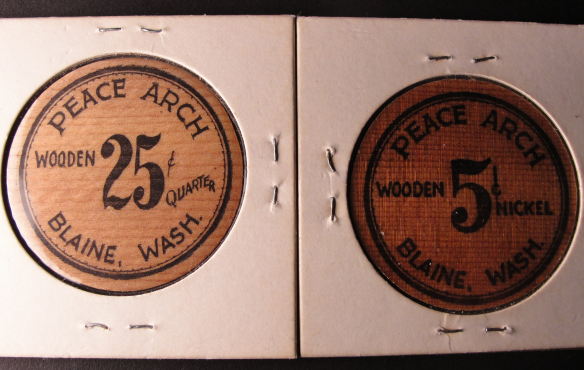 PEACE ARCH
WOODEN 25¢ QUARTER
BLAINE, WASH.
PEACE ARCH
WOODEN 5¢ NICKEL
BLAINE, WASH.